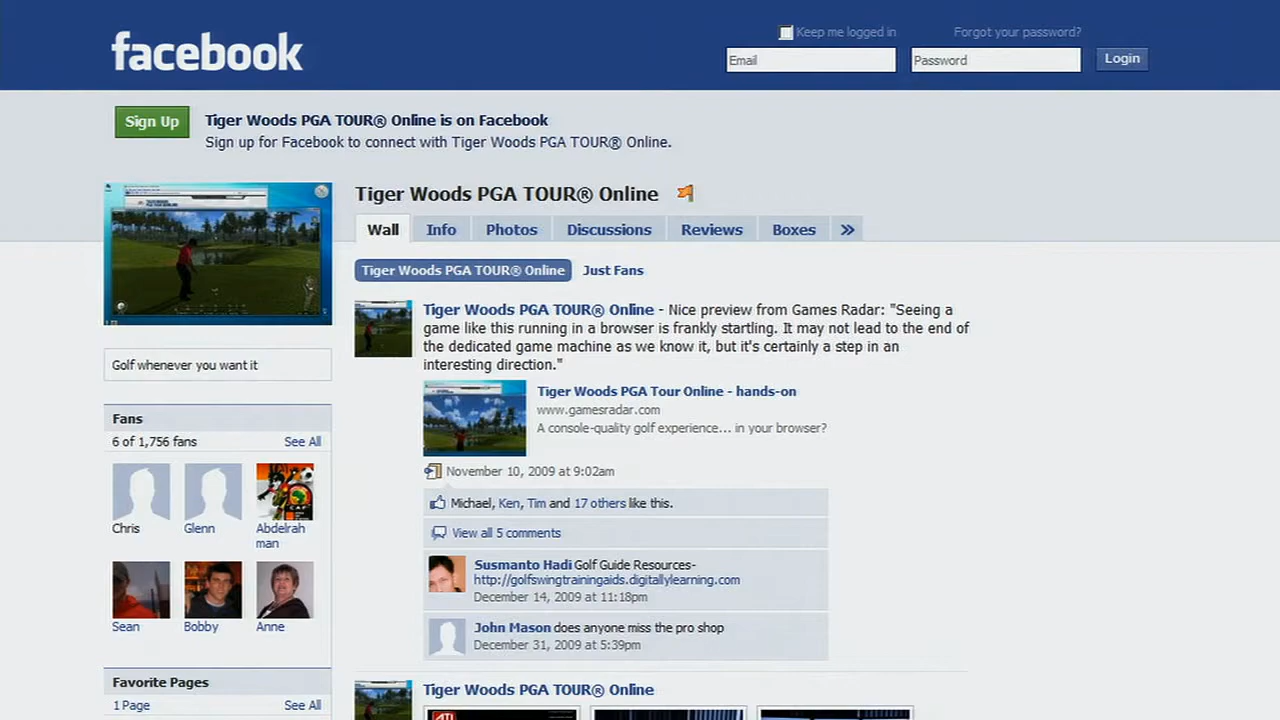 facebook
Keep me logged in
Forgot your password?
Email
Password
Login
Sign Up
Tiger Woods PGA TOUR® Online is on Facebook
Sign up for Facebook to connect with Tiger Woods PGA TOUR® Online.
Tiger Woods PGA TOUR® Online
Wall
Info
Photos
Discussions
Reviews
Boxes
»
Tiger Woods PGA TOUR® Online
Just Fans
Golf whenever you want it
Fans
6 of 1,756 fans
See All
Chris
Glenn
Abdelrah
man
Sean
Bobby
Anne
Favorite Pages
1 Page
See All
Tiger Woods PGA TOUR® Online - Nice preview from Games Radar: "Seeing a
game like this running in a browser is frankly startling. It may not lead to the end of
the dedicated game machine as we know it, but it's certainly a step in an
interesting direction."
Tiger Woods PGA Tour Online - hands-on
www.gamesradar.com
A console-quality golf experience... in your browser?
November 10, 2009 at 9:02am
Michael, Ken, Tim and 17 others like this.
View all 5 comments
Susmanto Hadi Golf Guide Resources-
http://golfswingtrainingaids.digitallylearning.com
December 14, 2009 at 11:18pm
John Mason does anyone miss the pro shop
December 31, 2009 at 5:39pm
Tiger Woods PGA TOUR® Online
ATI